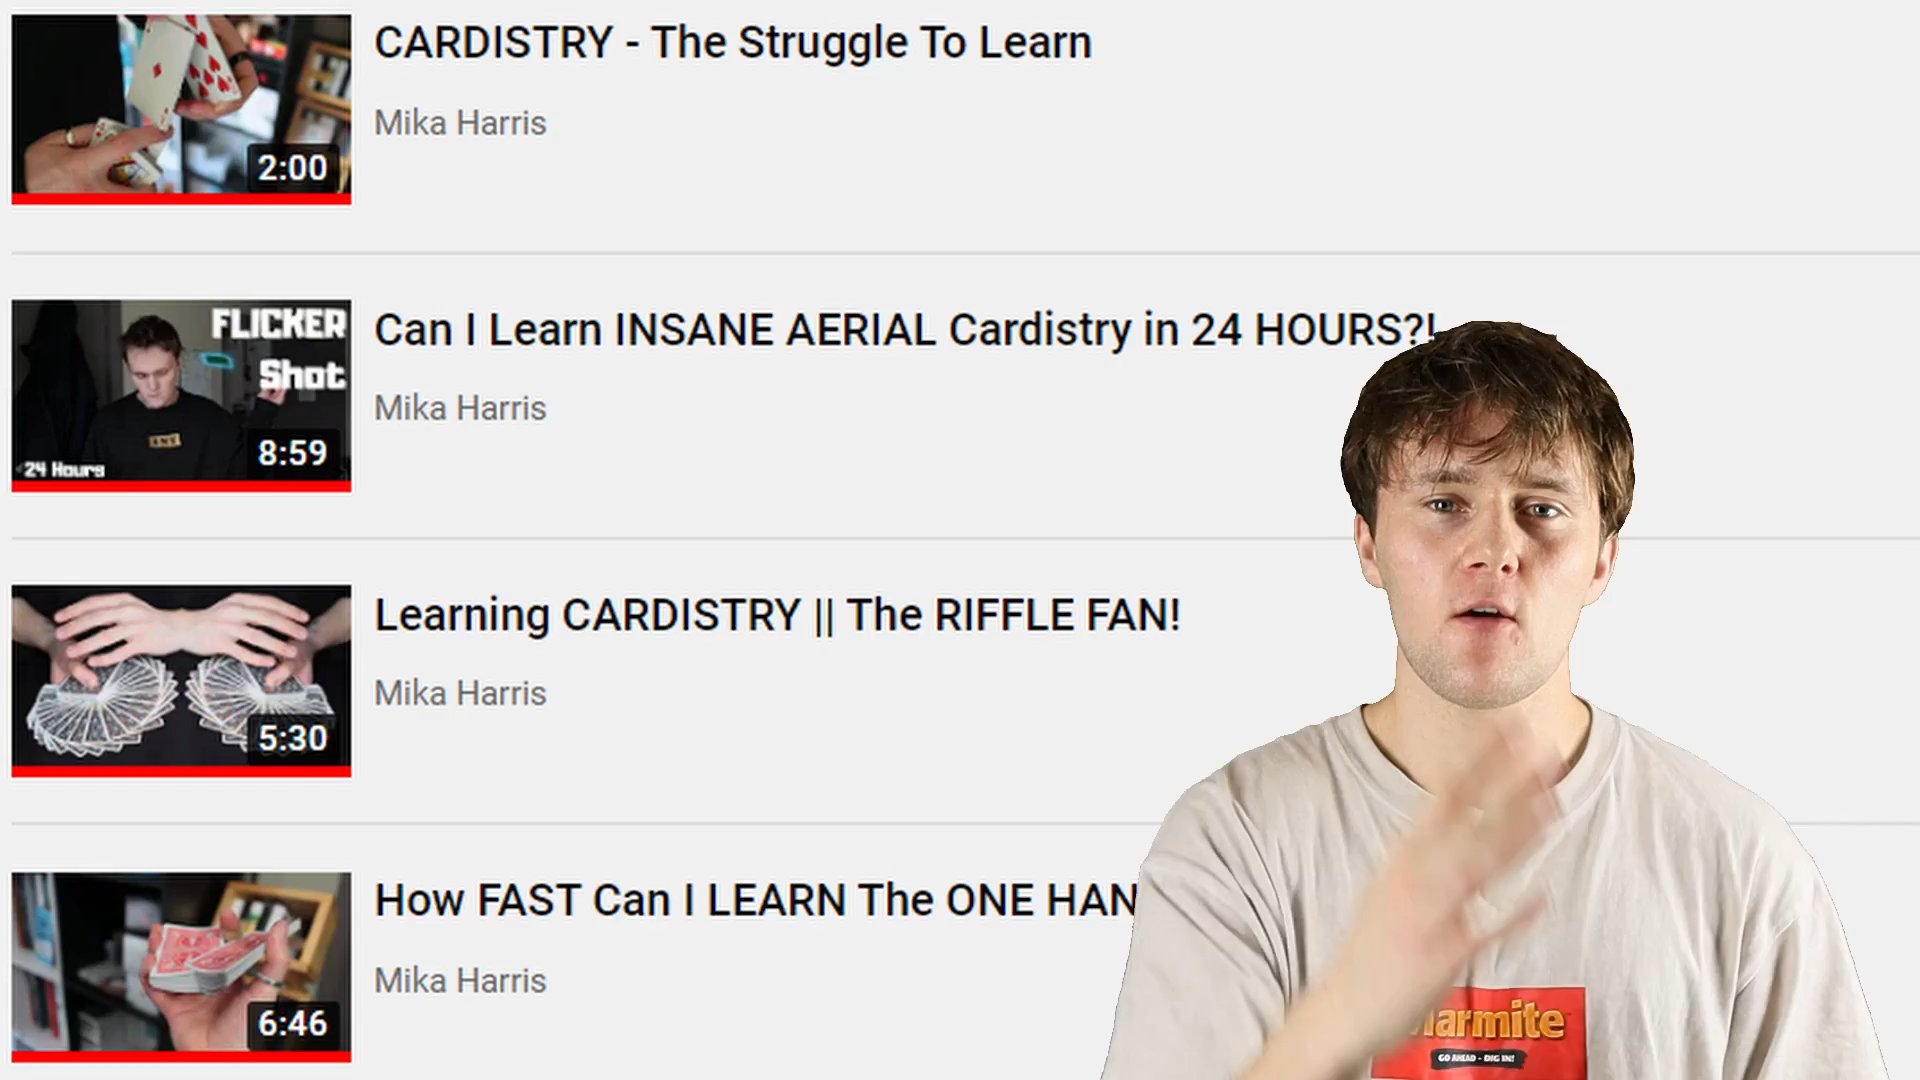 CARDISTRY - The Struggle To Learn
Mika Harris
2:00
FLICKER
Shot
24 Hours
8:59
Can I Learn INSANE AERIAL Cardistry in 24 HOURS?!
Mika Harris
5:30
Learning CARDISTRY || The RIFFLE FAN!
Mika Harris
6:46
How FAST Can I LEARN The ONE HAN
Mika Harris
armite
GO AHEAD - DIG IN!